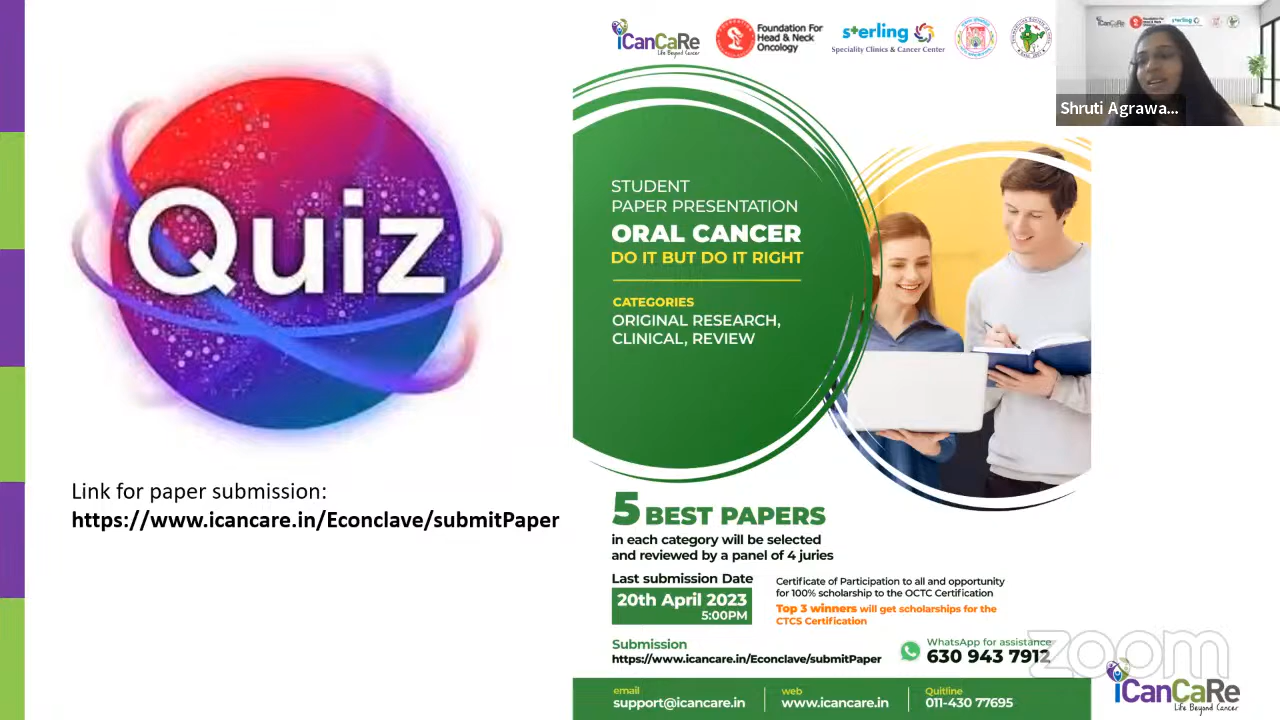 Quiz
Link for paper submission:
https://www.icancare.in/Econclave/submitPaper
iCanCaRe
Life Beyond Cancer
Foundation For
Head & Neck
Oncology
sterling
Speciality Clinics & Cancer Center
STUDENT
PAPER PRESENTATION
ORAL CANCER
DO IT BUT DO IT RIGHT
CATEGORIES
ORIGINAL RESEARCH,
CLINICAL, REVIEW
5 BEST PAPERS
in each category will be selected
and reviewed by a panel of 4 juries
Last submission Date
20th April 2023
5:00PM
Certificate of Participation to all and opportunity
for 100% scholarship to the OCTC Certification
Top 3 winners will get scholarships for the
CTCS Certification
Submission
https://www.icancare.in/Econclave/submitPaper
WhatsApp for assistance
630 943 7912
email
support@icancare.in
web
www.icancare.in
Quitline
011-430 77695
Shruti Agrawa...
zoom
iCanCaRe
Life Beyond Cancer